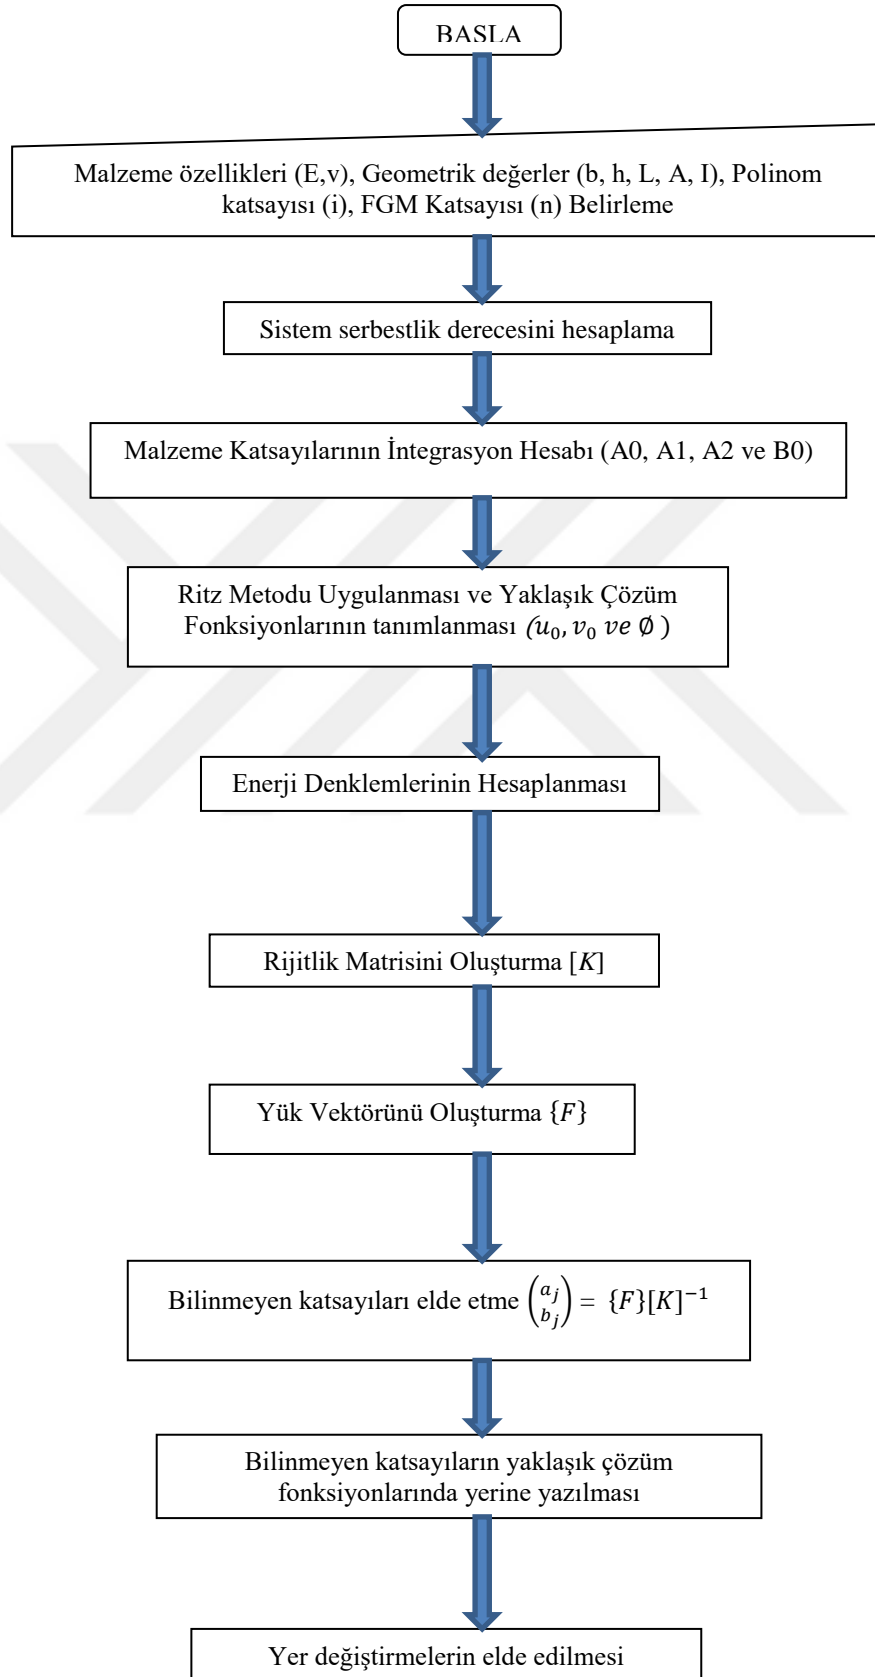 BASLA
Malzeme özellikleri (E,v), Geometrik değerler (b, h, L, A, I), Polinom
katsayısı (i), FGM Katsayısı (n) Belirleme
Sistem serbestlik derecesini hesaplama
Malzeme Katsayılarının İntegrasyon Hesabı (A0, A1, A2 ve B0)
Ritz Metodu Uygulanması ve Yaklaşık Çözüm
Fonksiyonlarının tanımlanması (u₀, v₀ ve Ø )
Enerji Denklemlerinin Hesaplanması
Rijitlik Matrisini Oluşturma [K]
Yük Vektörünü Oluşturma {F}
Bilinmeyen katsayıları elde etme (aⱼ bⱼ) = {F}[K]⁻¹
Bilinmeyen katsayıların yaklaşık çözüm
fonksiyonlarında yerine yazılması
Yer değiştirmelerin elde edilmesi